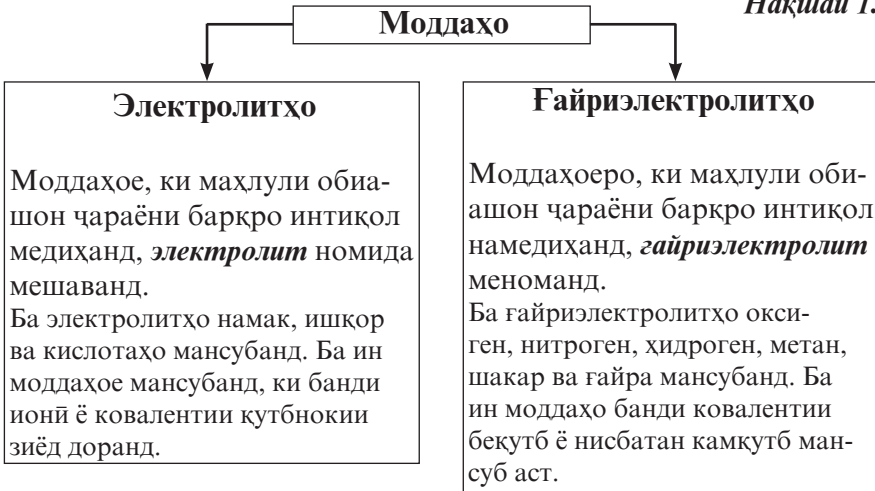 Нақшаи 1.
Моддаҳо
Электролитҳо
Моддаҳое, ки маҳлули обиа-
шон ҷараёни барқро интиқол
медиҳанд, электролит номида
мешаванд.
Ба электролитҳо намак, ишқор
ва кислотаҳо мансубанд. Ба ин
моддаҳое мансубанд, ки банди
ионӣ ё ковалентии қутбнокии
зиёд доранд.
Ғайриэлектролитҳо
Моддаҳоеро, ки маҳлули оби-
ашон ҷараёни барқро интиқол
намедиҳанд, ғайриэлектролит
меноманд.
Ба ғайриэлектролитҳо окси-
ген, нитроген, ҳидроген, метан,
шакар ва ғайра мансубанд. Ба
ин моддаҳо банди ковалентии
беқутб ё нисбатан камқутб ман-
суб аст.